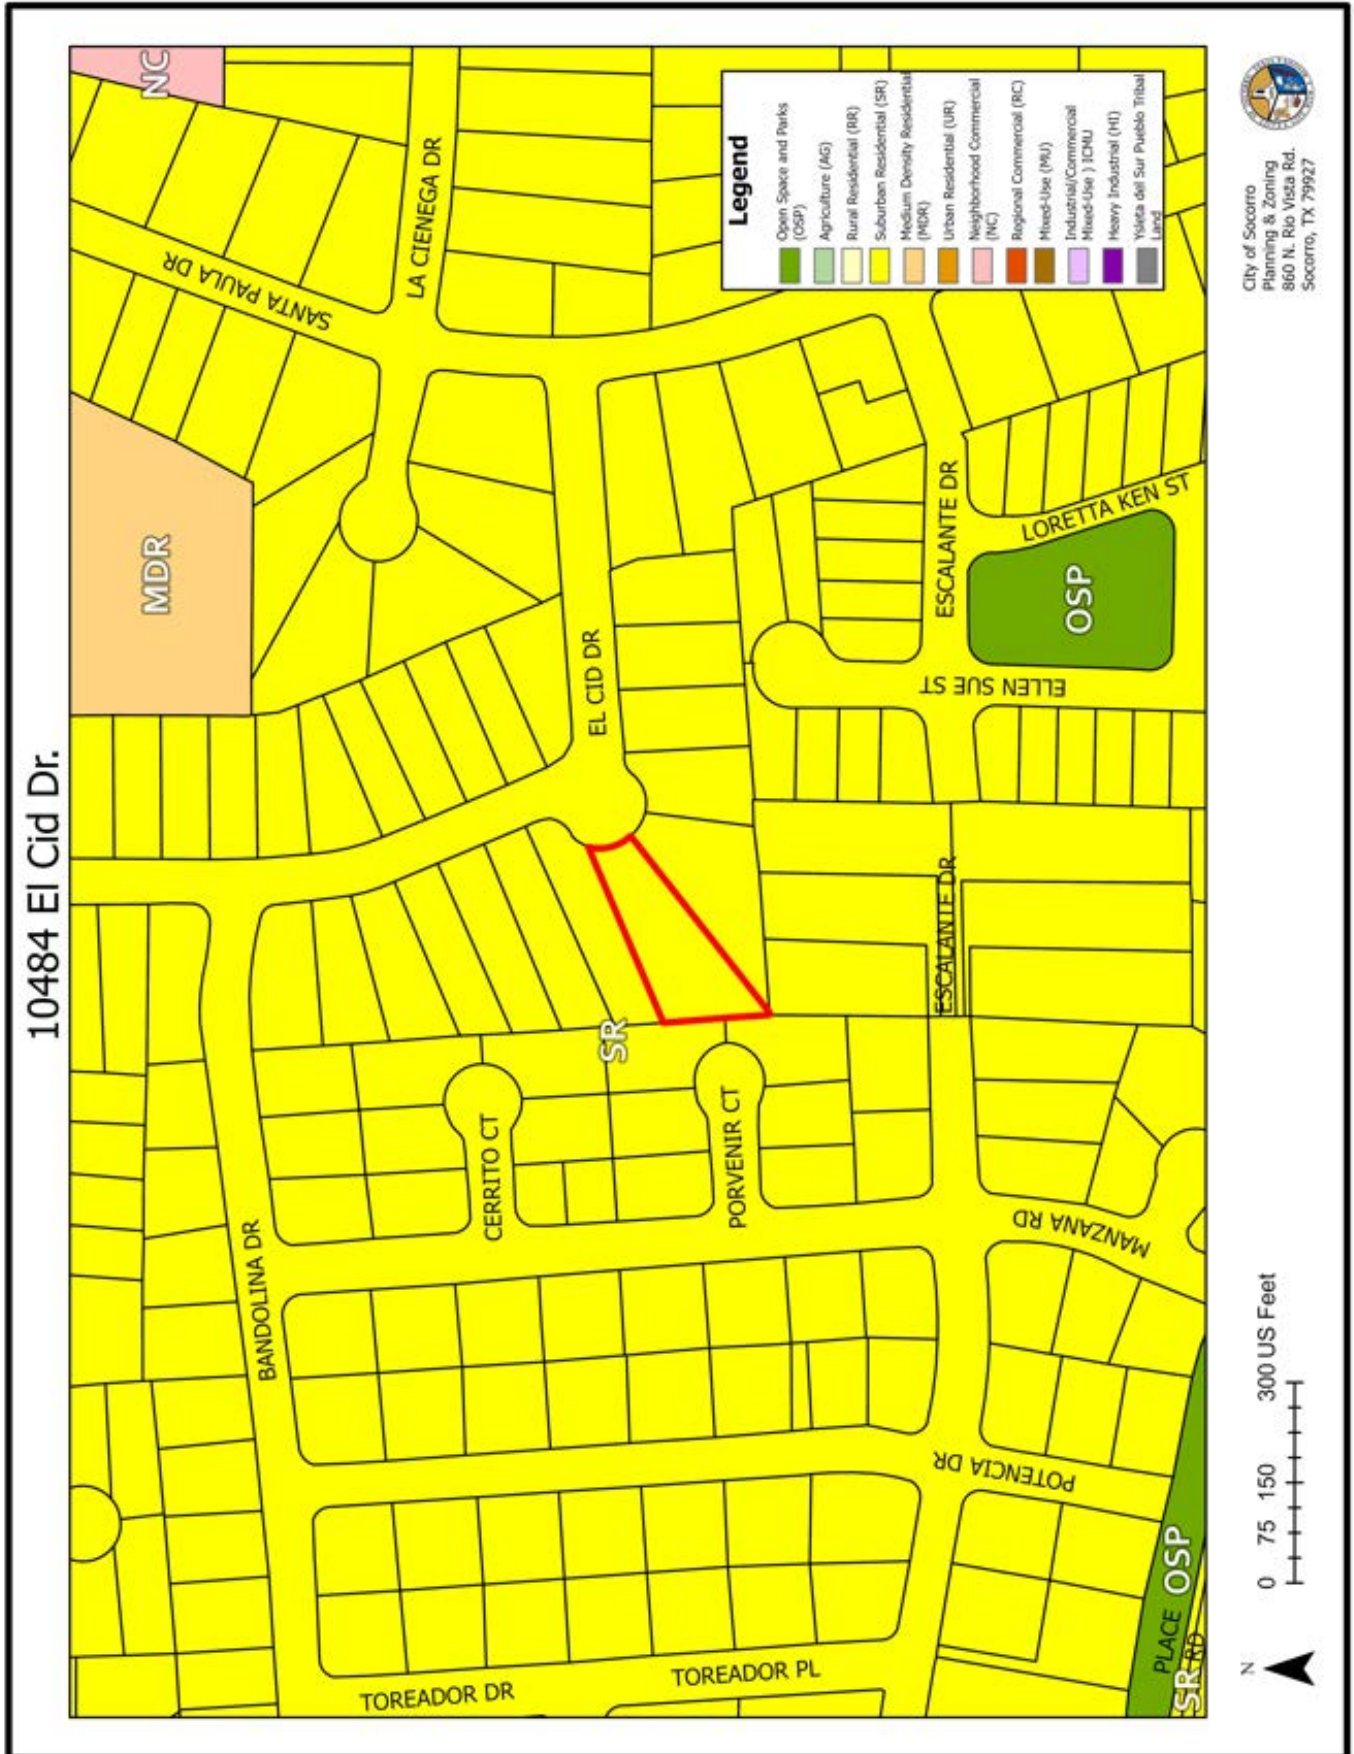 10484 El Cid Dr.
NC
MDR
SANTA PAULA DR
LA CIENEGA DR
EL CID DR
BANDOLINA DR
CERRITO CT
SR
PORVENIR CT
ESCALANTE DR
LORETTA KEN ST
OSP
ELLEN SUE ST
ESCALANTE DR
MANZANA RD
POTENCIA DR
TOREADOR DR
TOREADOR PL
PLACE
OSP
SR
RD
Legend
Open Space and Parks
(OSP)
Agriculture (AG)
Rural Residential (RR)
Suburban Residential (SR)
Medium Density Residential
(MDR)
Urban Residential (UR)
Neighborhood Commercial
(NC)
Regional Commercial (RC)
Mixed-Use (MU)
Industrial/Commercial
Mixed-Use ) ICMU
Heavy Industrial (HI)
Ysleta del Sur Pueblo Tribal
Land
N
0 75 150 300 US Feet
City of Socorro
Planning & Zoning
860 N. Rio Vista Rd.
Socorro, TX 79927